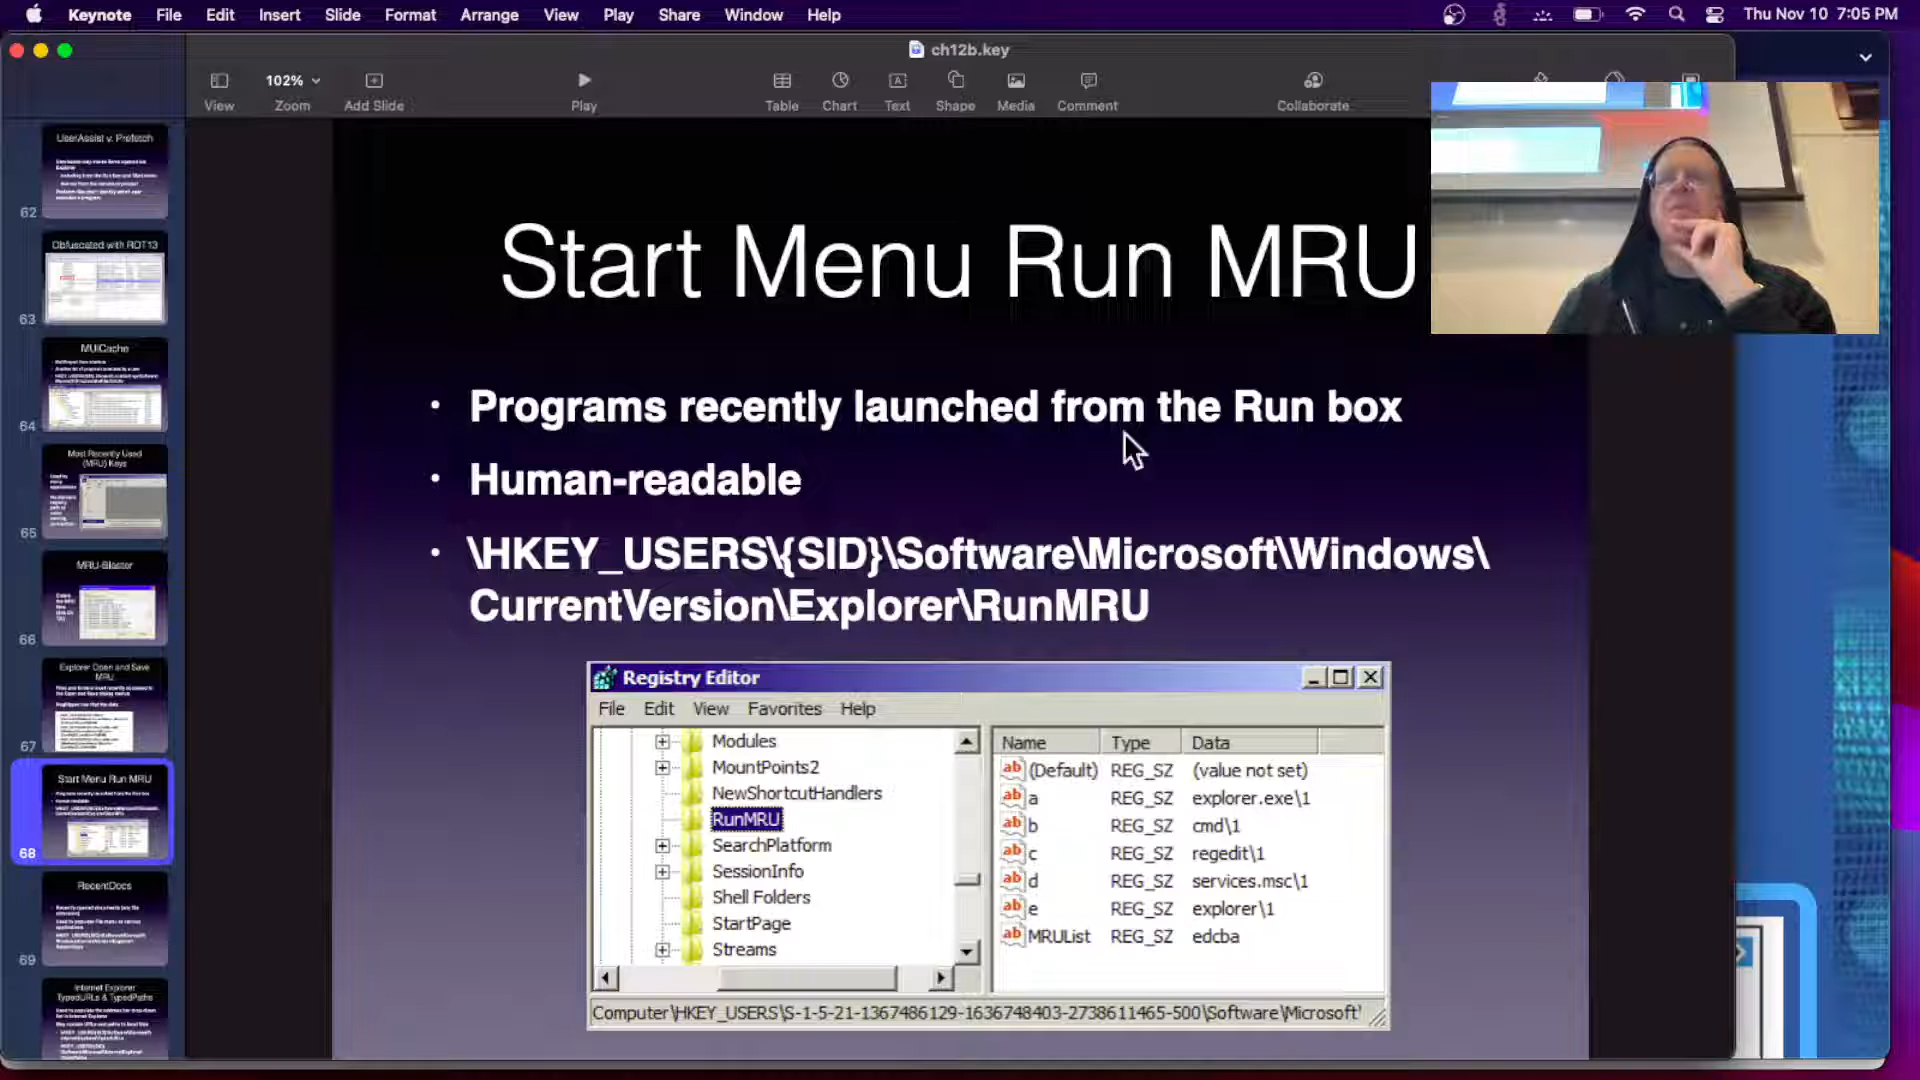 Keynote File Edit Insert Slide Format Arrange View Play Share Window Help Thu Nov 10 7:05 PM
ch12b.key
102%
View Zoom Add Slide Play Table Chart Text Shape Media Comment Collaborate
UserAssist v. Prefetch
62
Obfuscated with ROT13
63
MUICache
64
Most Recently Used
(MRU) Keys
65
MRU-Blaster
66
Explorer Open and Save
MRU
67
Start Menu Run MRU
68
RecentDocs
69
Internet Explorer
TypedURLs & TypedPaths
Start Menu Run MRU
• Programs recently launched from the Run box
• Human-readable
• \HKEY_USERS\{SID}\Software\Microsoft\Windows\
CurrentVersion\Explorer\RunMRU
Registry Editor
File Edit View Favorites Help
Modules
MountPoints2
NewShortcutHandlers
RunMRU
SearchPlatform
SessionInfo
Shell Folders
StartPage
Streams
Name Type Data
ab (Default) REG_SZ (value not set)
ab a REG_SZ explorer.exe\1
ab b REG_SZ cmd\1
ab c REG_SZ regedit\1
ab d REG_SZ services.msc\1
ab e REG_SZ explorer\1
ab MRUList REG_SZ edcba
Computer\HKEY_USERS\S-1-5-21-1367486129-1636748403-2738611465-500\Software\Microsoft\